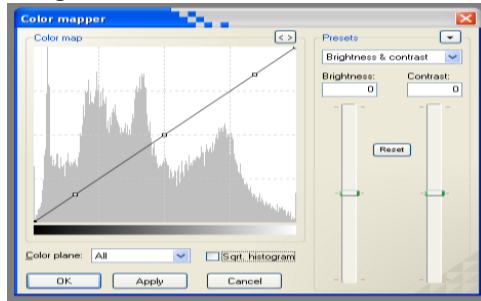 Color mapper
Color map
< >
Presets
Brightness & contrast
Brightness: Contrast:
0 0
Reset
Color plane: All Sqrt. histogram
OK Apply Cancel